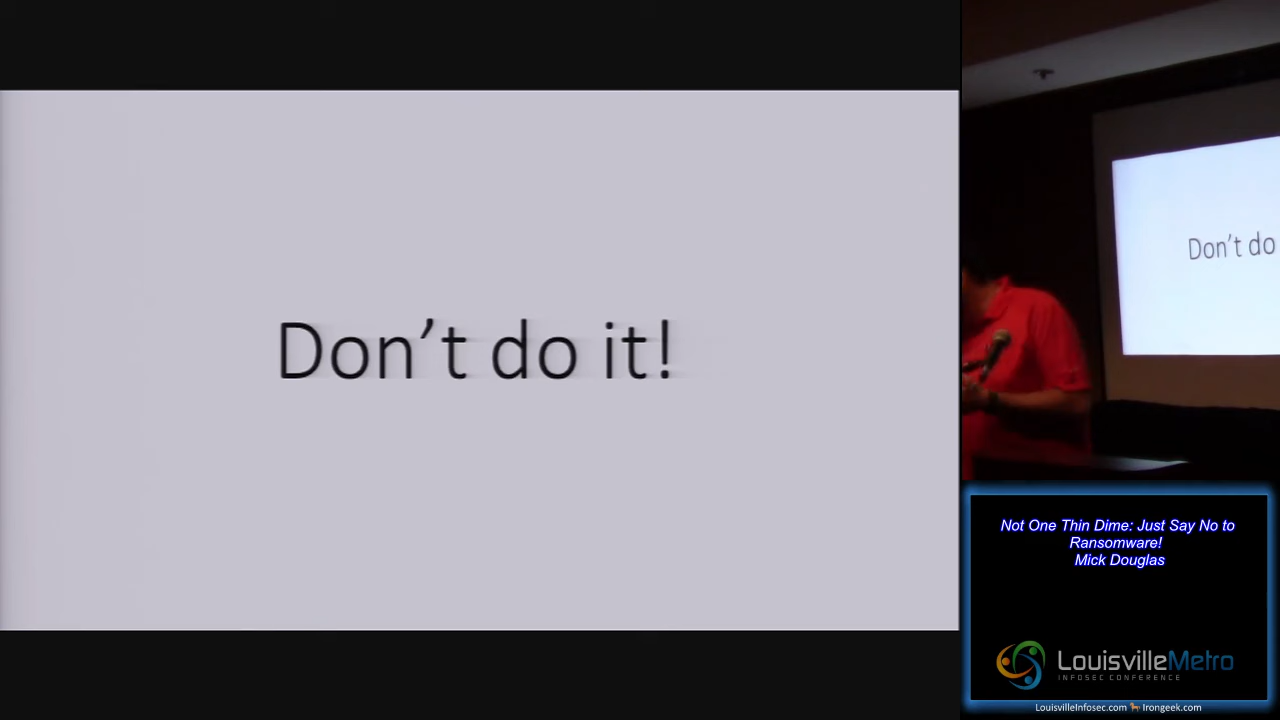 Don't do it!
Don't do
Not One Thin Dime: Just Say No to
Ransomware!
Mick Douglas
LouisvilleMetro
INFOSEC CONFERENCE
LouisvilleInfosec.com Irongeek.com